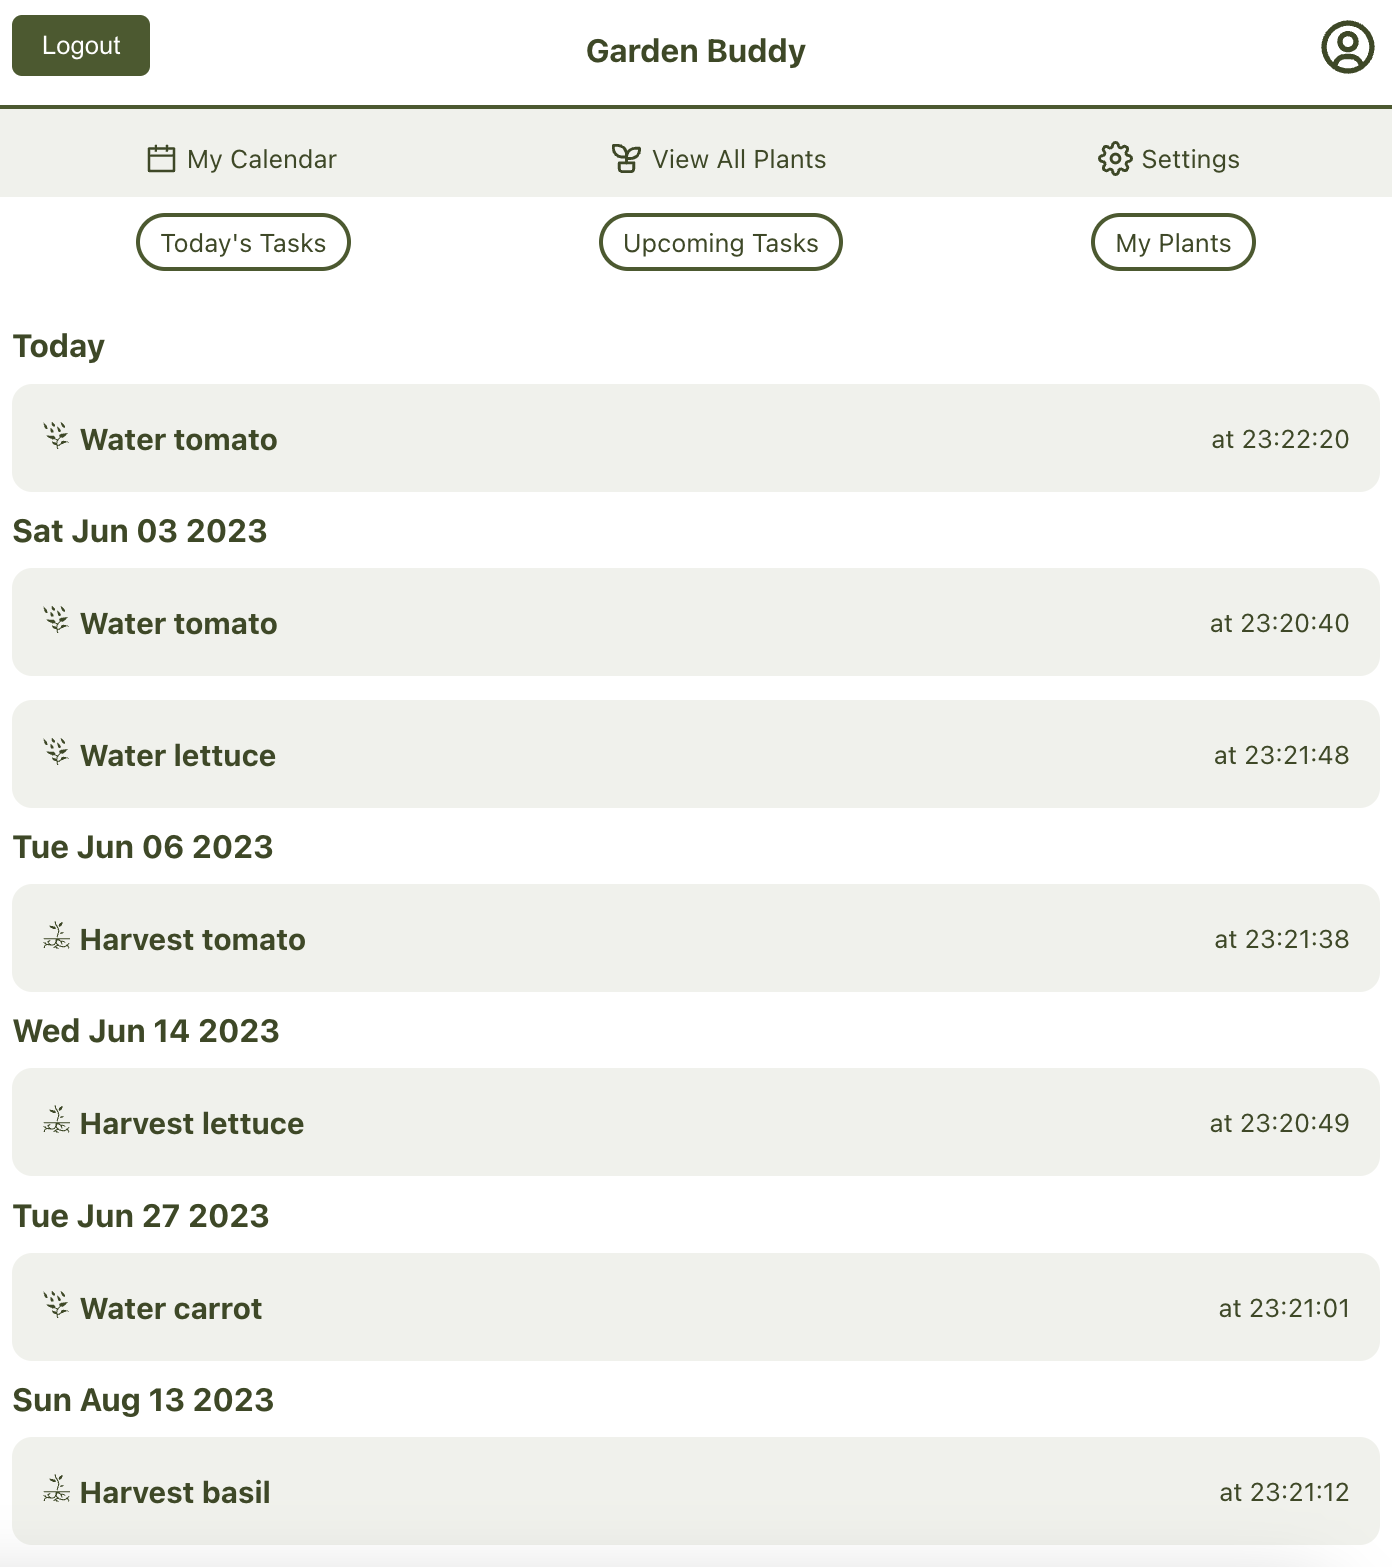 Logout
Garden Buddy
My Calendar
View All Plants
Settings
Today's Tasks
Upcoming Tasks
My Plants
Today
Water tomato at 23:22:20
Sat Jun 03 2023
Water tomato at 23:20:40
Water lettuce at 23:21:48
Tue Jun 06 2023
Harvest tomato at 23:21:38
Wed Jun 14 2023
Harvest lettuce at 23:20:49
Tue Jun 27 2023
Water carrot at 23:21:01
Sun Aug 13 2023
Harvest basil at 23:21:12